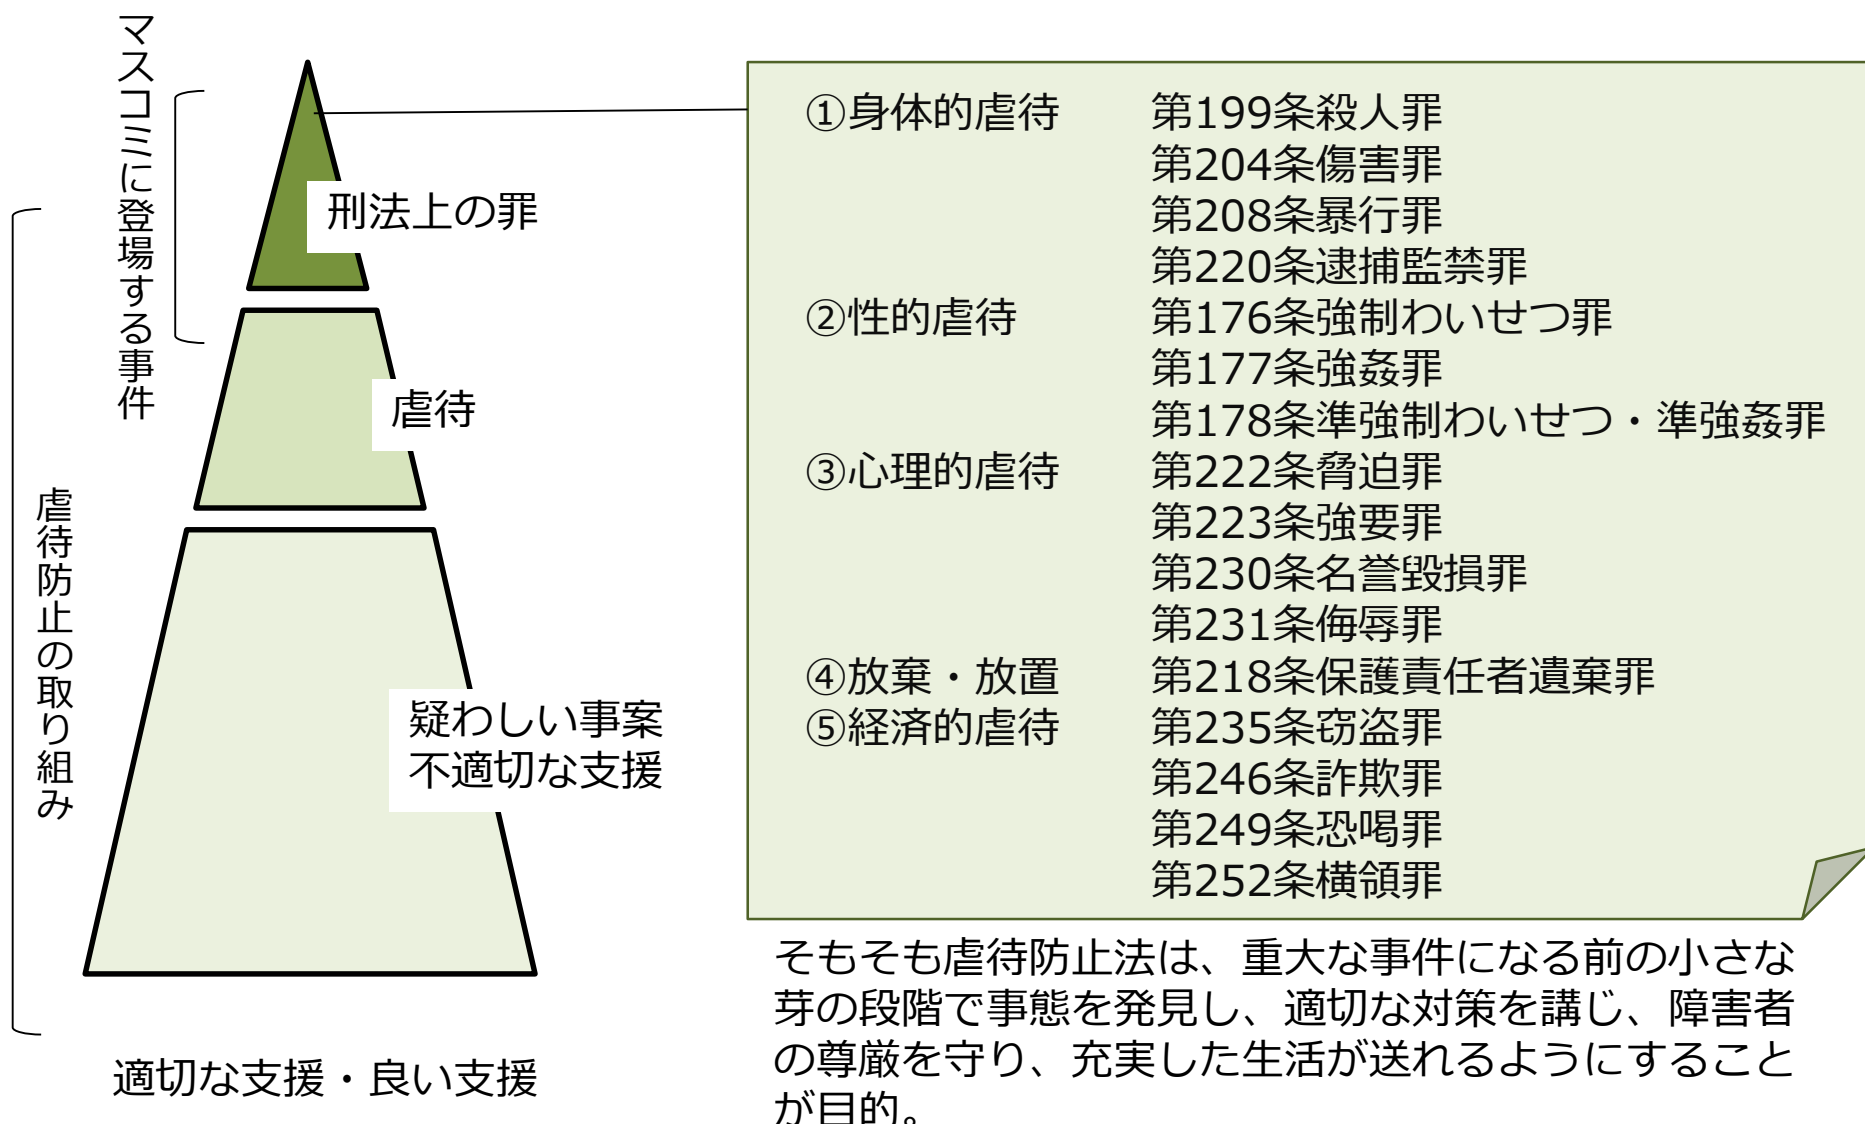 マスコミに登場する事件
虐待防止の取り組み
刑法上の罪
虐待
疑わしい事案
不適切な支援
適切な支援・良い支援
①身体的虐待 第199条殺人罪
第204条傷害罪
第208条暴行罪
第220条逮捕監禁罪
②性的虐待 第176条強制わいせつ罪
第177条強姦罪
第178条準強制わいせつ・準強姦罪
③心理的虐待 第222条脅迫罪
第223条強要罪
第230条名誉毀損罪
第231条侮辱罪
④放棄・放置 第218条保護責任者遺棄罪
⑤経済的虐待 第235条窃盗罪
第246条詐欺罪
第249条恐喝罪
第252条横領罪
そもそも虐待防止法は、重大な事件になる前の小さな
芽の段階で事態を発見し、適切な対策を講じ、障害者
の尊厳を守り、充実した生活が送れるようにすること
が目的。